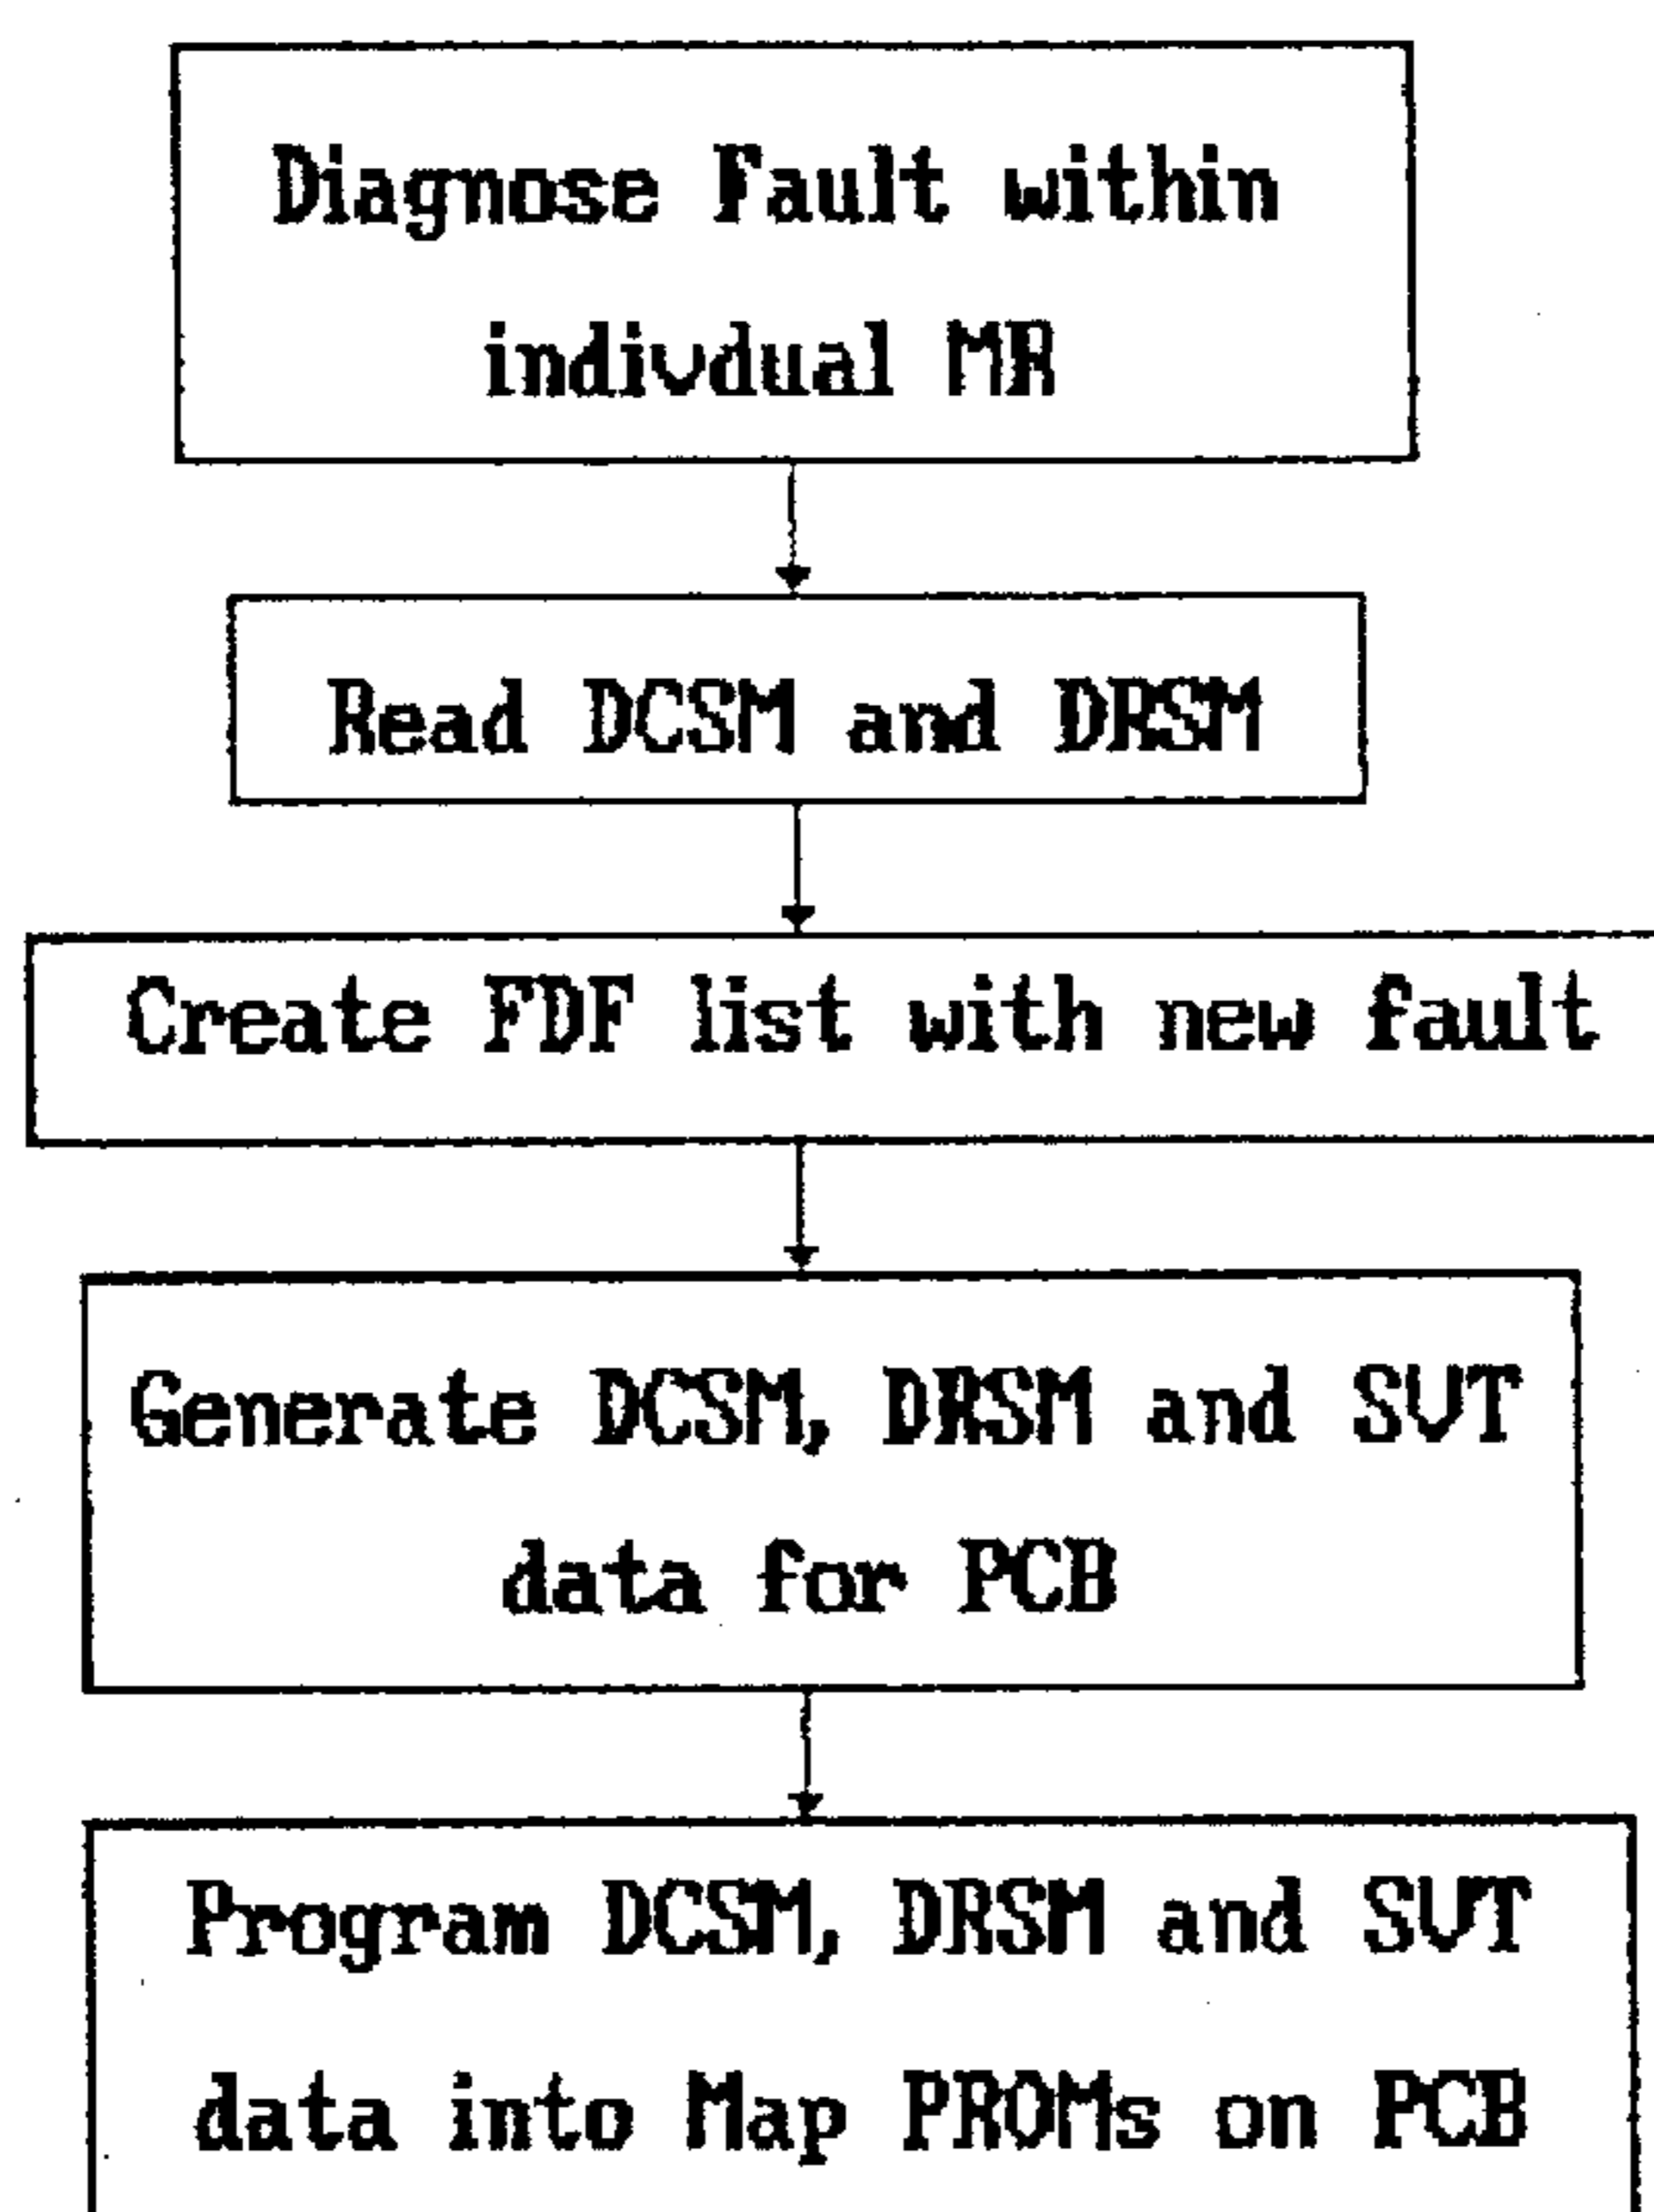 Diagnose Fault within
indivdual MR
Read DCSM and DRSM
Create FDF list with new fault
Generate DCSM, DRSM and SVT
data for PCB
Program DCSM, DRSM and SVT
data into Map PROMs on PCB